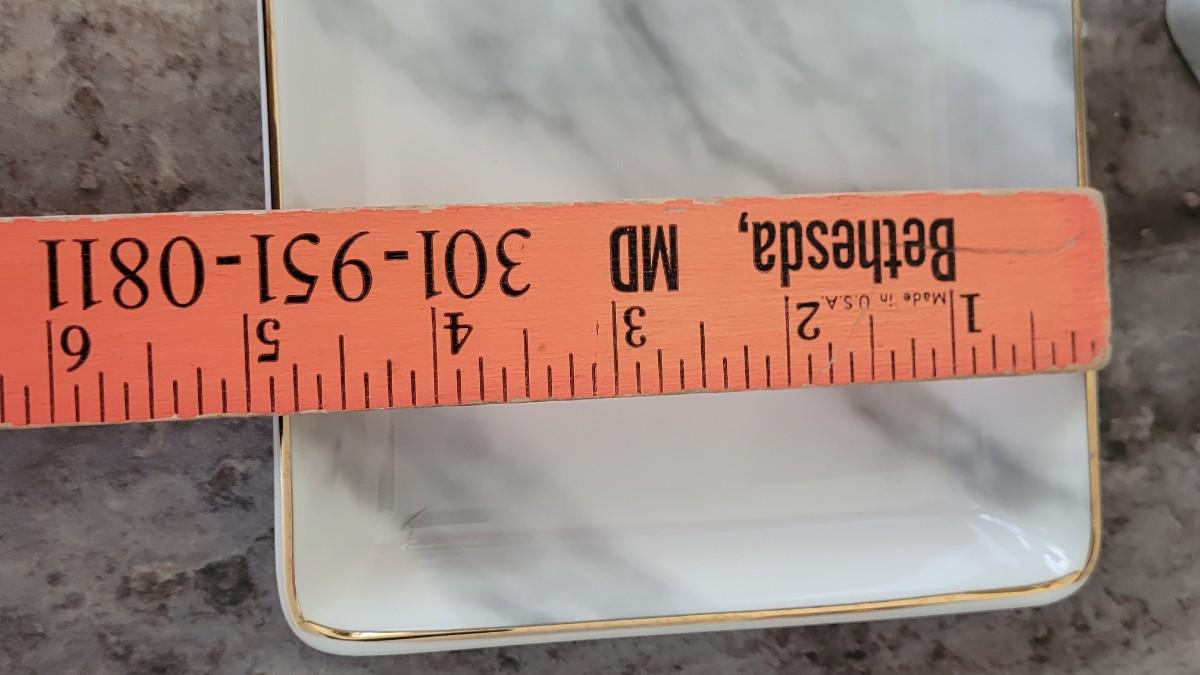 Bethesda, MD 301-951-0811
Made in U.S.A.
1 2 3 4 5 6